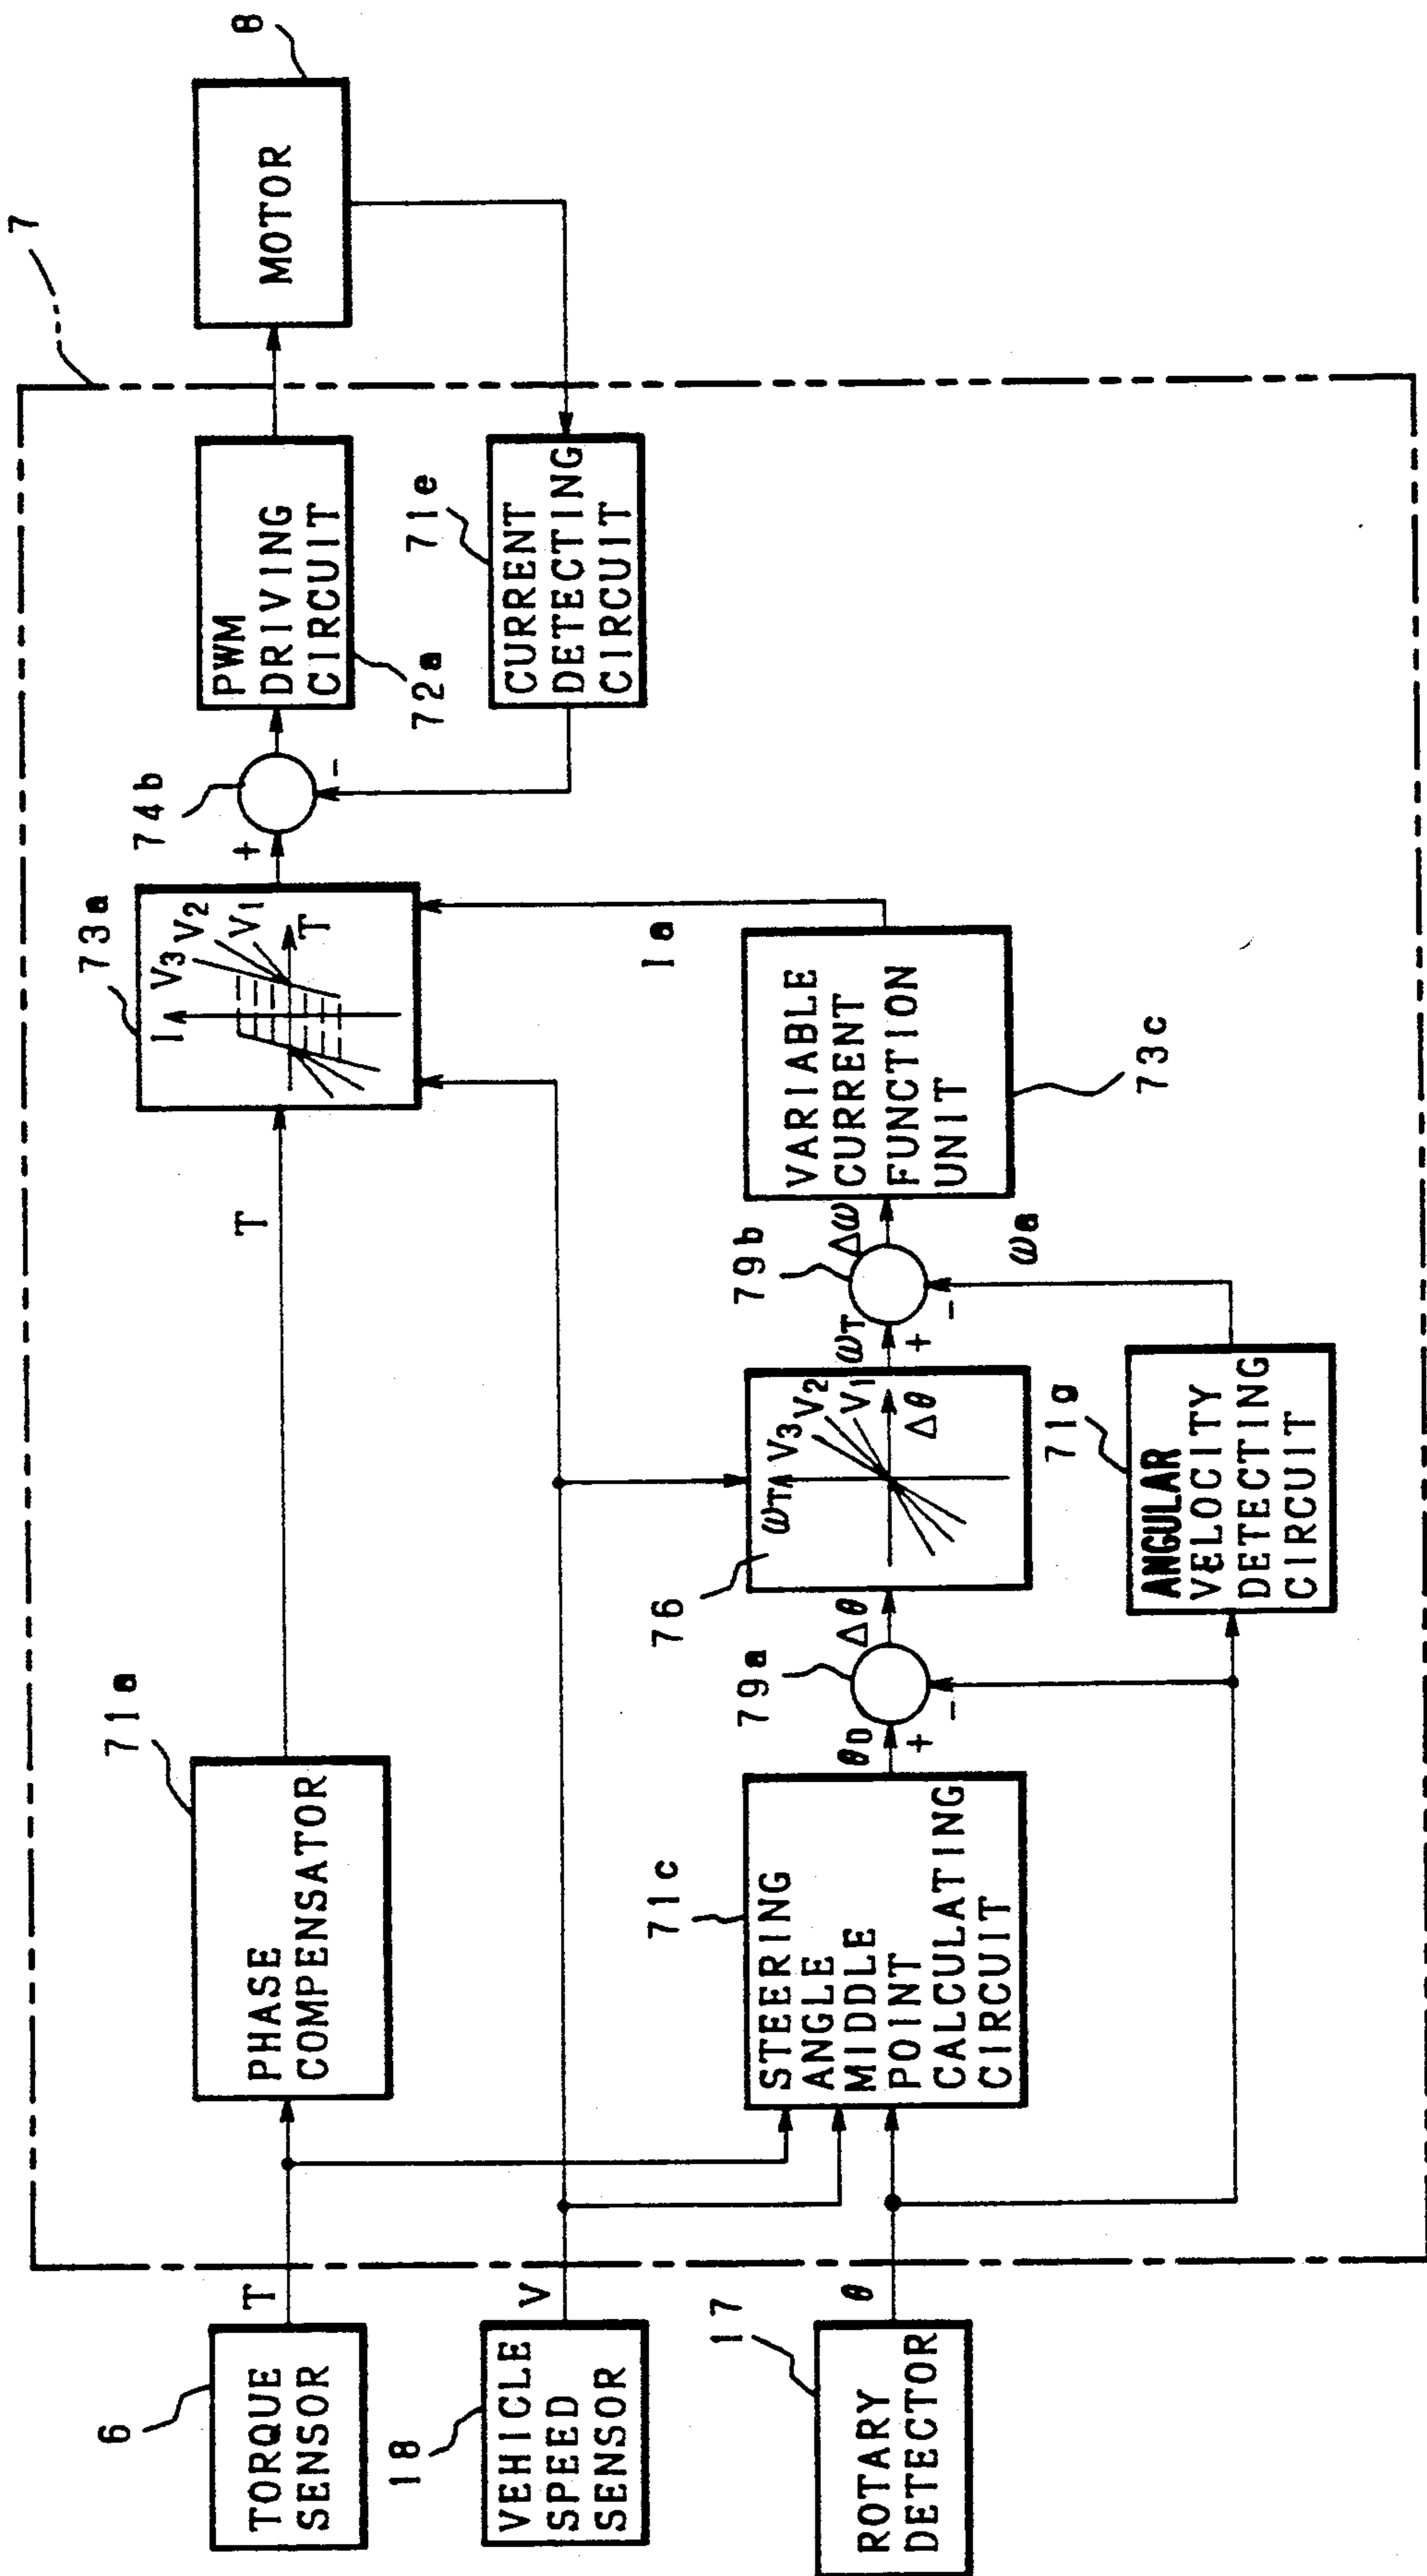 6
TORQUE
SENSOR
T
18
VEHICLE
SPEED
SENSOR
V
17
ROTARY
DETECTOR
θ
7
71a
PHASE
COMPENSATOR
T
71c
STEERING
ANGLE
MIDDLE
POINT
CALCULATING
CIRCUIT
θ0
+
-
79a
Δθ
76
ωT
V3
V2
V1
Δθ
ωT
+
-
79b
Δω
ωa
71g
ANGULAR
VELOCITY
DETECTING
CIRCUIT
VARIABLE
CURRENT
FUNCTION
UNIT
73c
Ia
73a
I
V3
V2
V1
T
+
-
74b
PWM
DRIVING
CIRCUIT
72a
71e
CURRENT
DETECTING
CIRCUIT
MOTOR
8